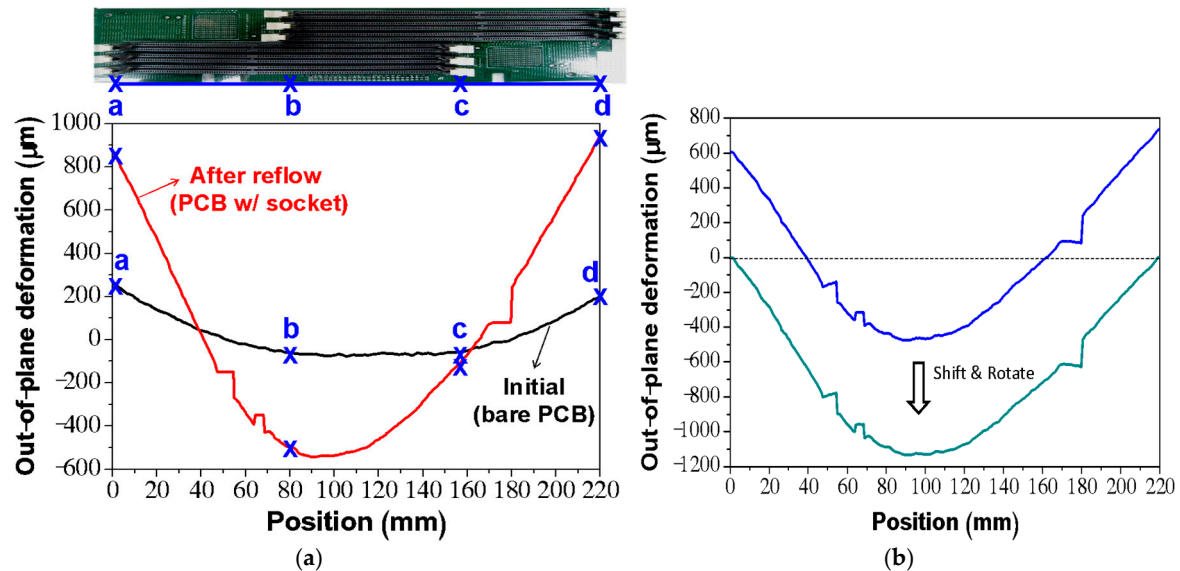 a b c d
Out-of-plane deformation (μm)
1000
800
600
400
200
0
−200
−400
−600
After reflow
(PCB w/ socket)
a
b
c
d
Initial
(bare PCB)
0 20 40 60 80 100 120 140 160 180 200 220
Position (mm)
(a)
Out-of-plane deformation (μm)
800
600
400
200
0
-200
-400
-600
-800
-1000
-1200
Shift & Rotate
0 20 40 60 80 100 120 140 160 180 200 220
Position (mm)
(b)